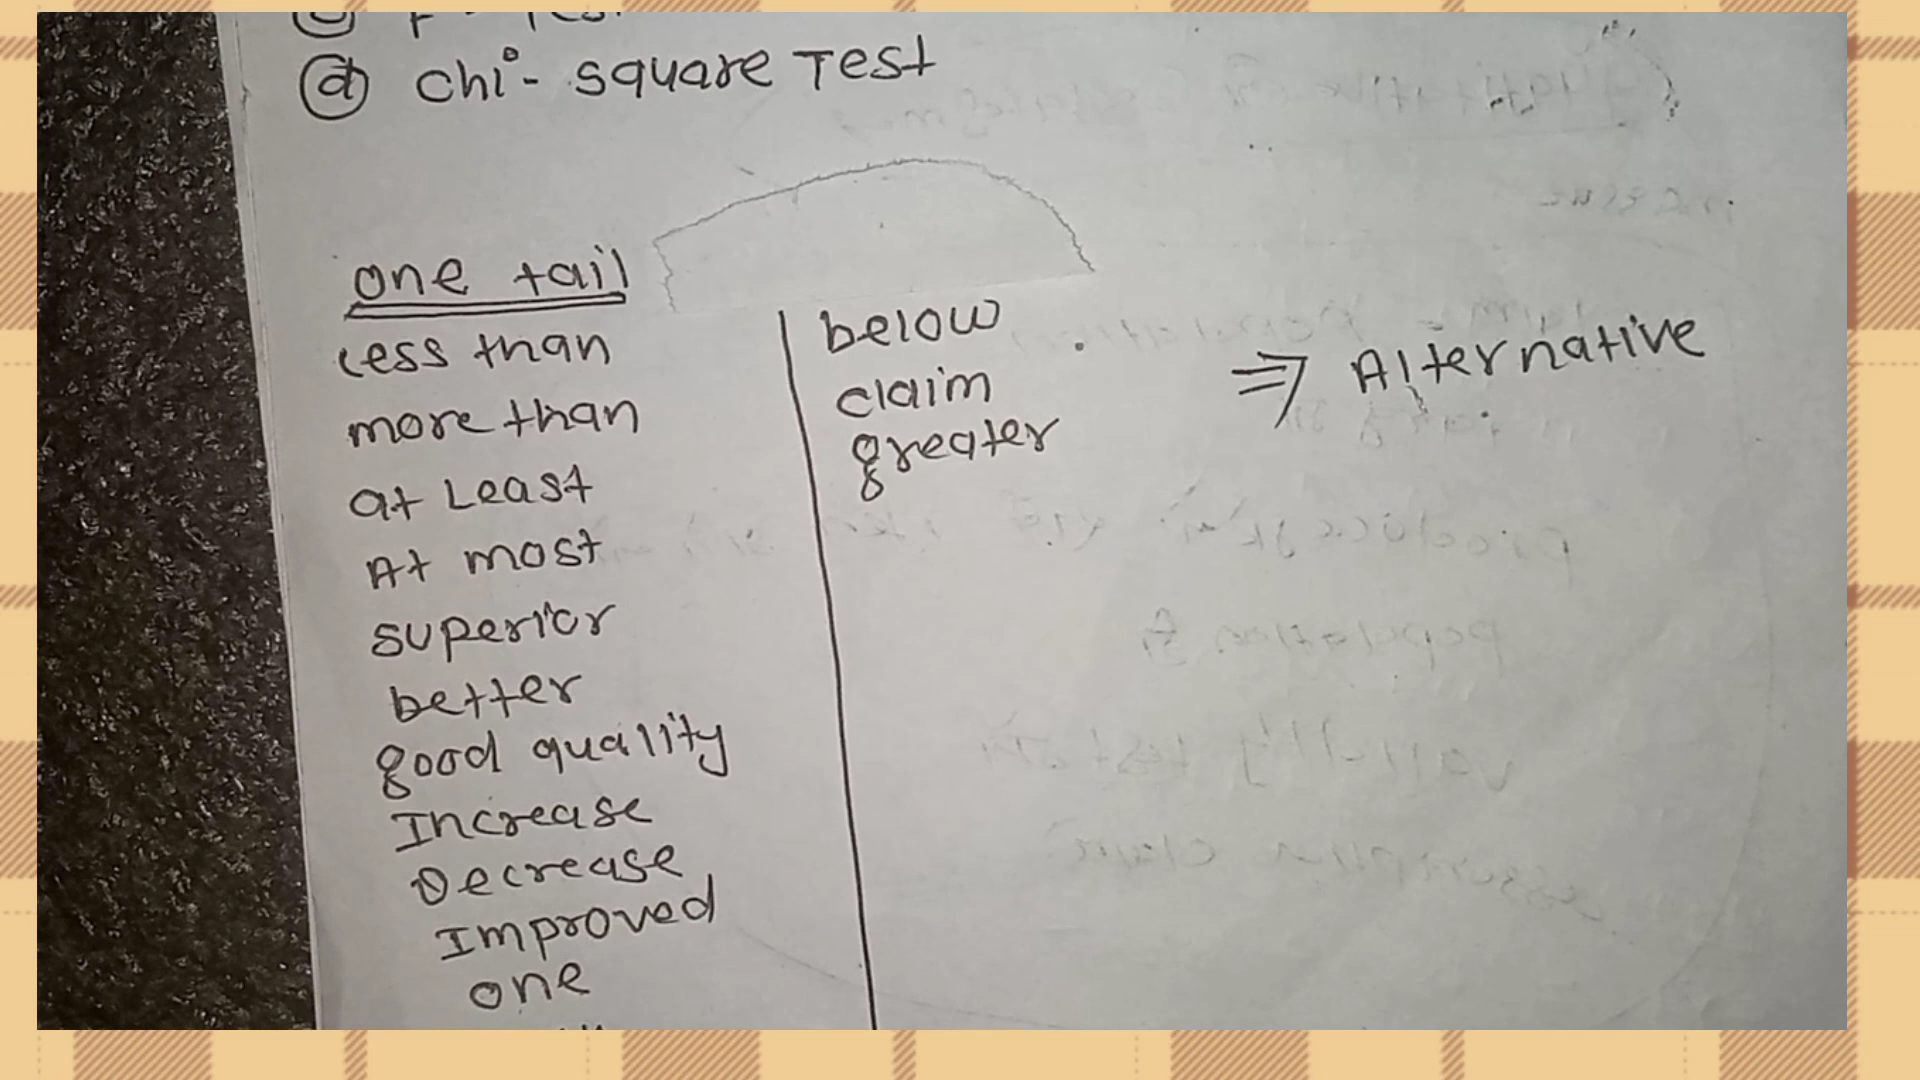 ⓓ chi - square Test
one tail
Less than
more than
at Least
At most
superior
better
good quality
Increase
Decrease
Improved
one
below
claim
greater
⇒ Alternative